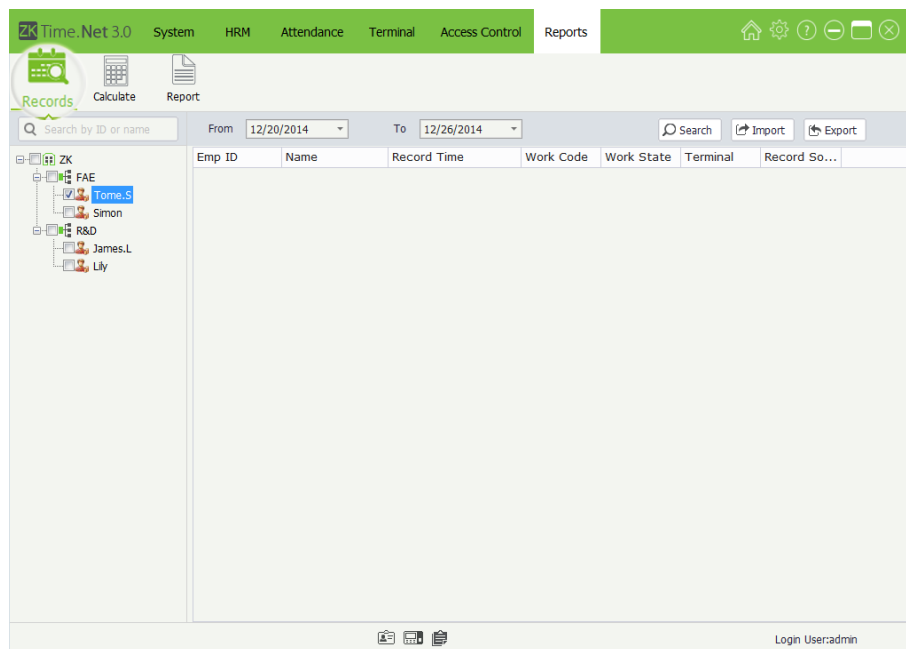 ZK Time.Net 3.0 System HRM Attendance Terminal Access Control Reports
Records Calculate Report
Search by ID or name From 12/20/2014 To 12/26/2014 Search Import Export
Emp ID Name Record Time Work Code Work State Terminal Record So...
ZK
FAE
Tome.S
Simon
R&D
James.L
Lily
Login User:admin